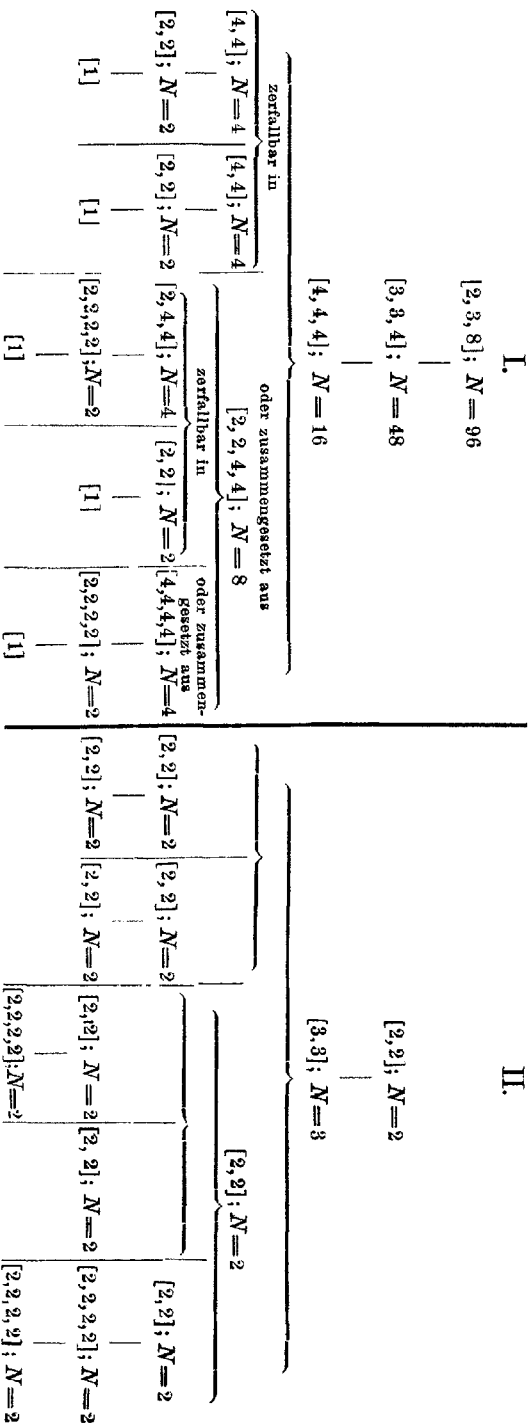 I.
[2,3,8]; N=96
[3,3,4]; N=48
[4,4,4]; N=16
zerfallbar in
oder zusammengesetzt aus
[4,4]; N=4
[4,4]; N=4
[2,2,4,4]; N=8
[2,2]; N=2
[2,2]; N=2
zerfallbar in
oder zusammen-
gesetzt aus
[2,4,4]; N=4
[2,2]; N=2
[4,4,4,4]; N=4
[1]
[1]
[2,2,2,2]; N=2
[1]
[2,2,2,2]; N=2
[1]
[1]
II.
[2,2]; N=2
[3,3]; N=3
[2,2]; N=2
[2,2]; N=2
[2,2]; N=2
[2,2]; N=2
[2,2]; N=2
[2,2]; N=2
[2,12]; N=2
[2,2]; N=2
[2,2,2,2]; N=2
[2,2,2,2]; N=2
[2,2,2,2]; N=2